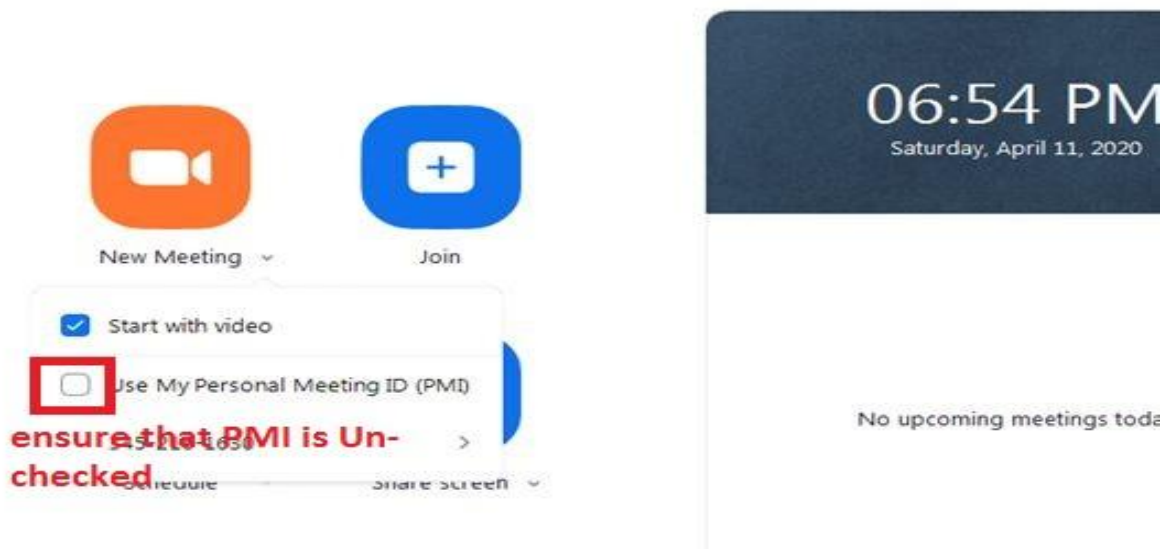 06:54 PM
Saturday, April 11, 2020
New Meeting
Join
Start with video
Use My Personal Meeting ID (PMI)
ensure that PMI is Un-
checked
Schedule
Share screen
No upcoming meetings toda